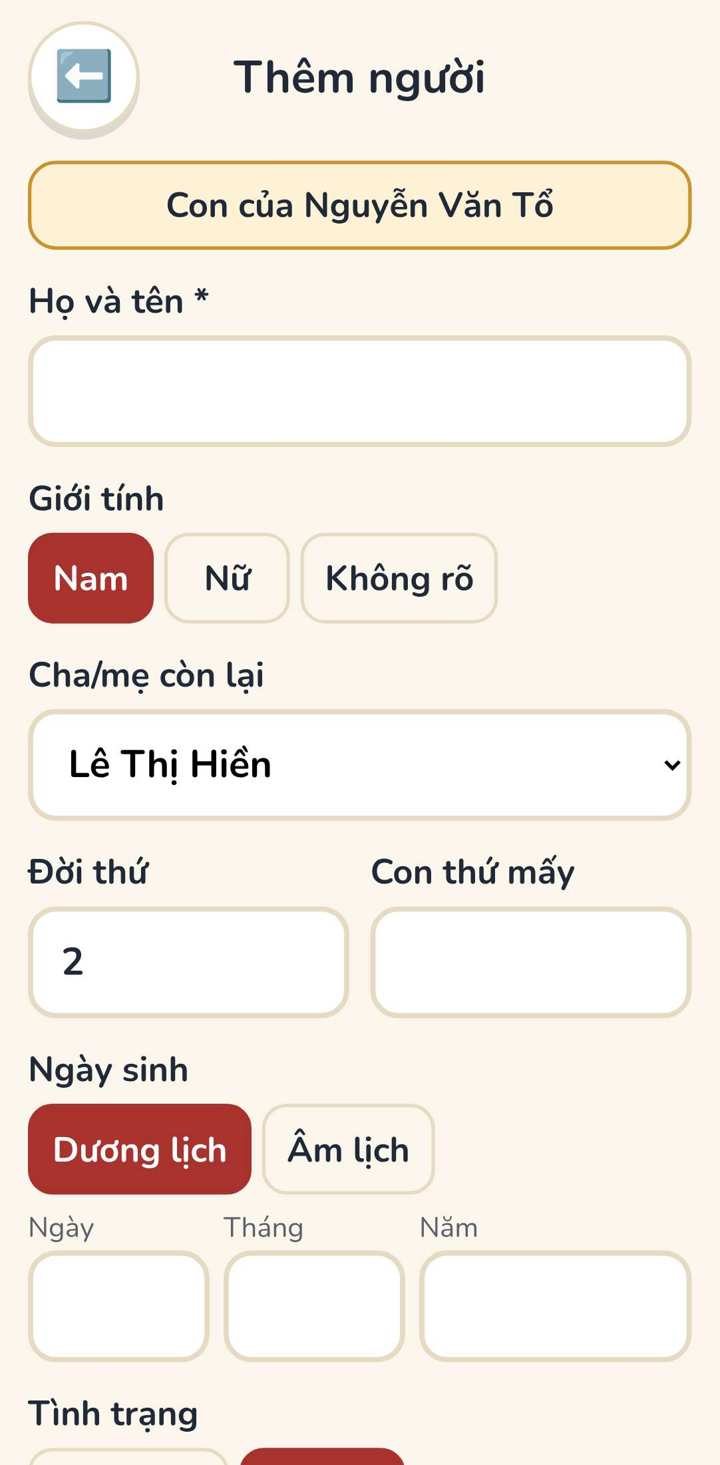 Thêm người
Con của Nguyễn Văn Tổ
Họ và tên *
Giới tính
Nam Nữ Không rõ
Cha/mẹ còn lại
Lê Thị Hiền
Đời thứ Con thứ mấy
2
Ngày sinh
Dương lịch Âm lịch
Ngày Tháng Năm
Tình trạng